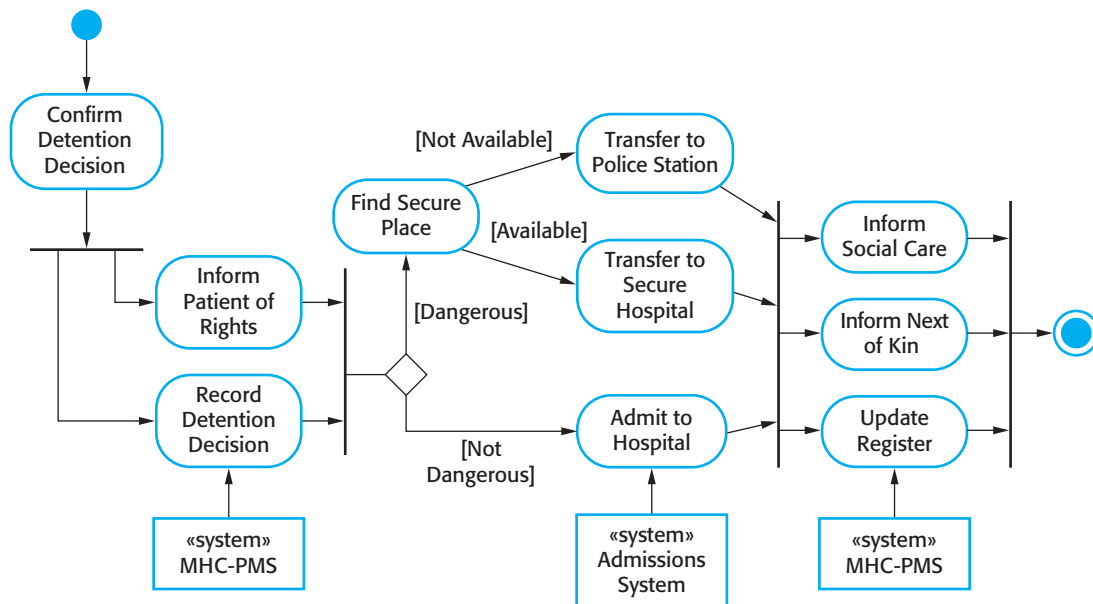 Confirm
Detention
Decision
Inform
Patient of
Rights
Record
Detention
Decision
«system»
MHC-PMS
Find Secure
Place
[Not Available]
[Available]
[Dangerous]
[Not
Dangerous]
Transfer to
Police Station
Transfer to
Secure
Hospital
Admit to
Hospital
«system»
Admissions
System
Inform
Social Care
Inform Next
of Kin
Update
Register
«system»
MHC-PMS